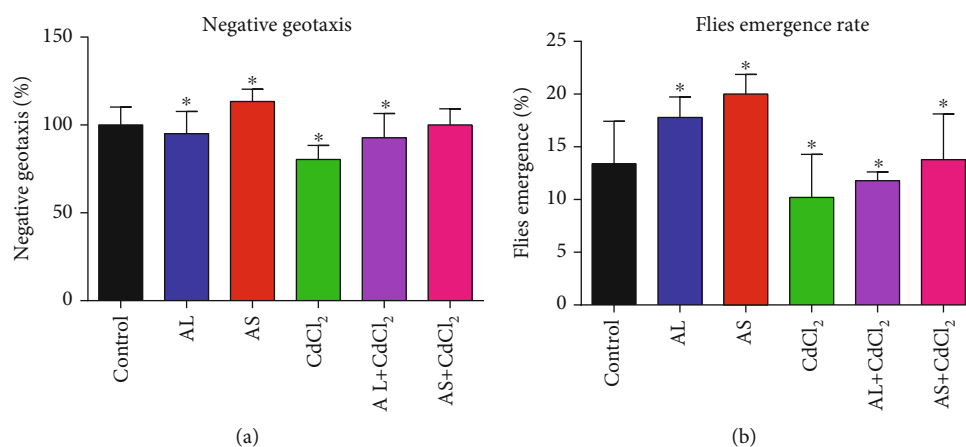 Negative geotaxis
150
100
50
0
Negative geotaxis (%)
*
*
*
*
Control
AL
AS
CdCl₂
A L+CdCl₂
AS+CdCl₂
(a)
Flies emergence rate
25
20
15
10
5
0
Flies emergence (%)
*
*
*
*
*
Control
AL
AS
CdCl₂
AL+CdCl₂
AS+CdCl₂
(b)